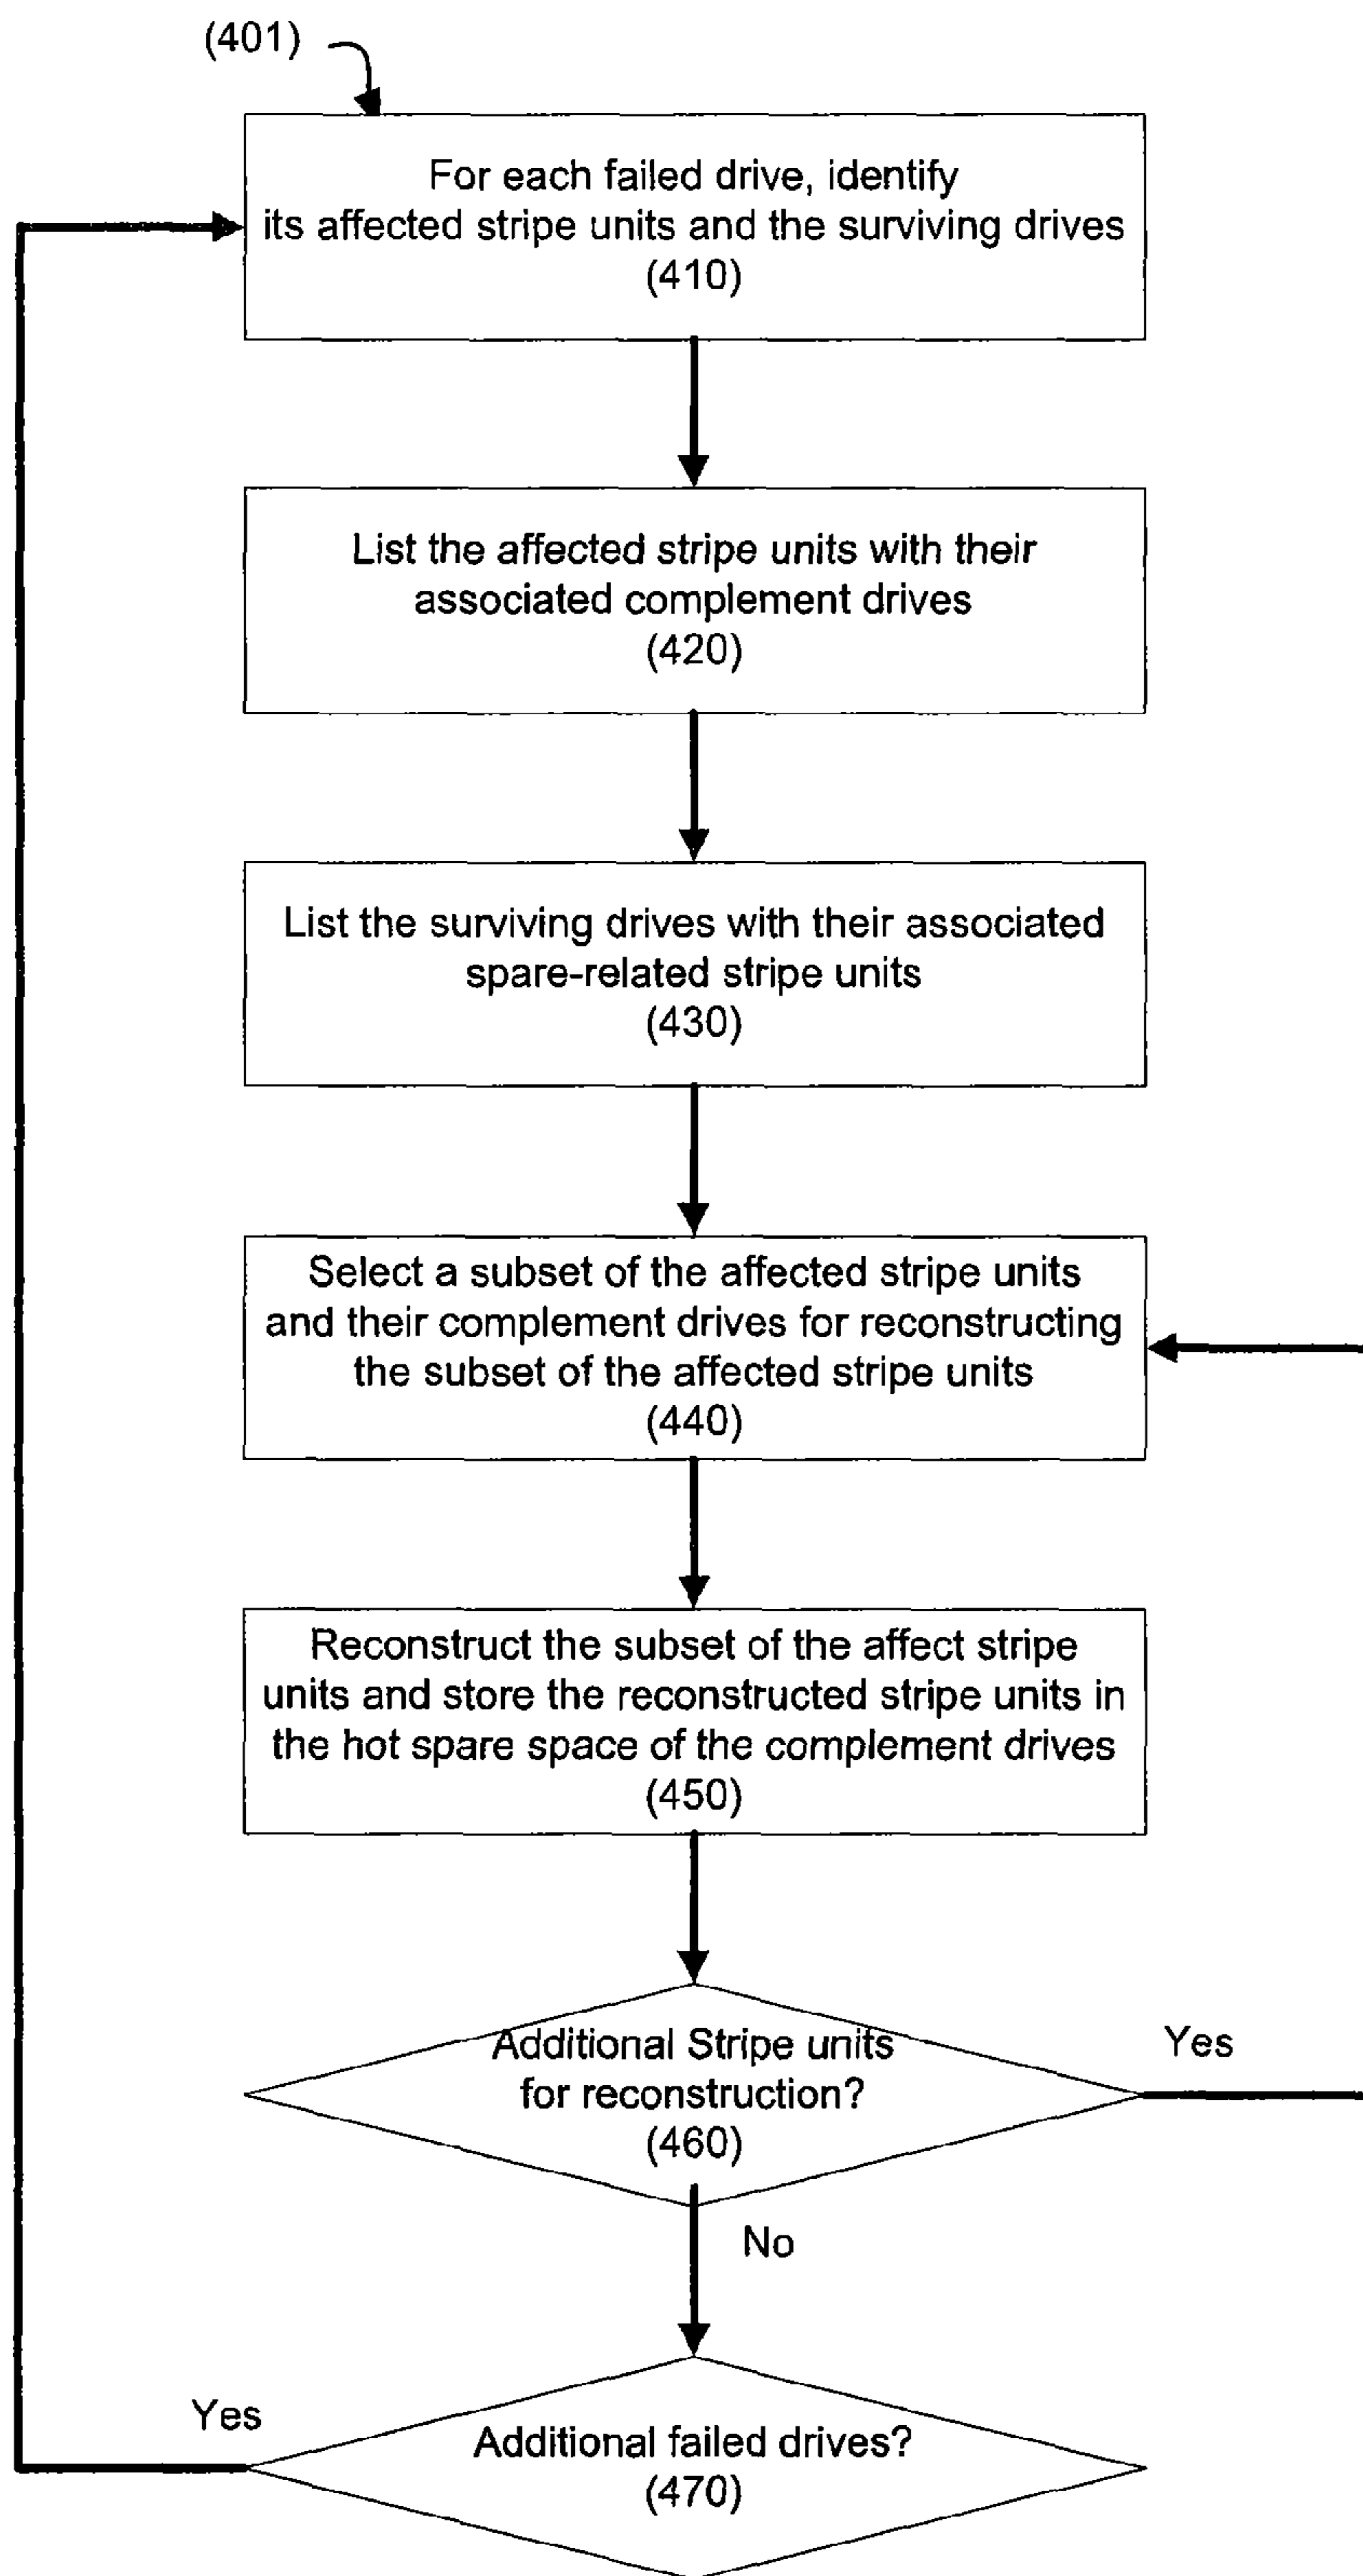 (401)
For each failed drive, identify
its affected stripe units and the surviving drives
(410)
List the affected stripe units with their
associated complement drives
(420)
List the surviving drives with their associated
spare-related stripe units
(430)
Select a subset of the affected stripe units
and their complement drives for reconstructing
the subset of the affected stripe units
(440)
Reconstruct the subset of the affect stripe
units and store the reconstructed stripe units in
the hot spare space of the complement drives
(450)
Additional Stripe units
for reconstruction?
(460)
Yes
No
Yes
Additional failed drives?
(470)